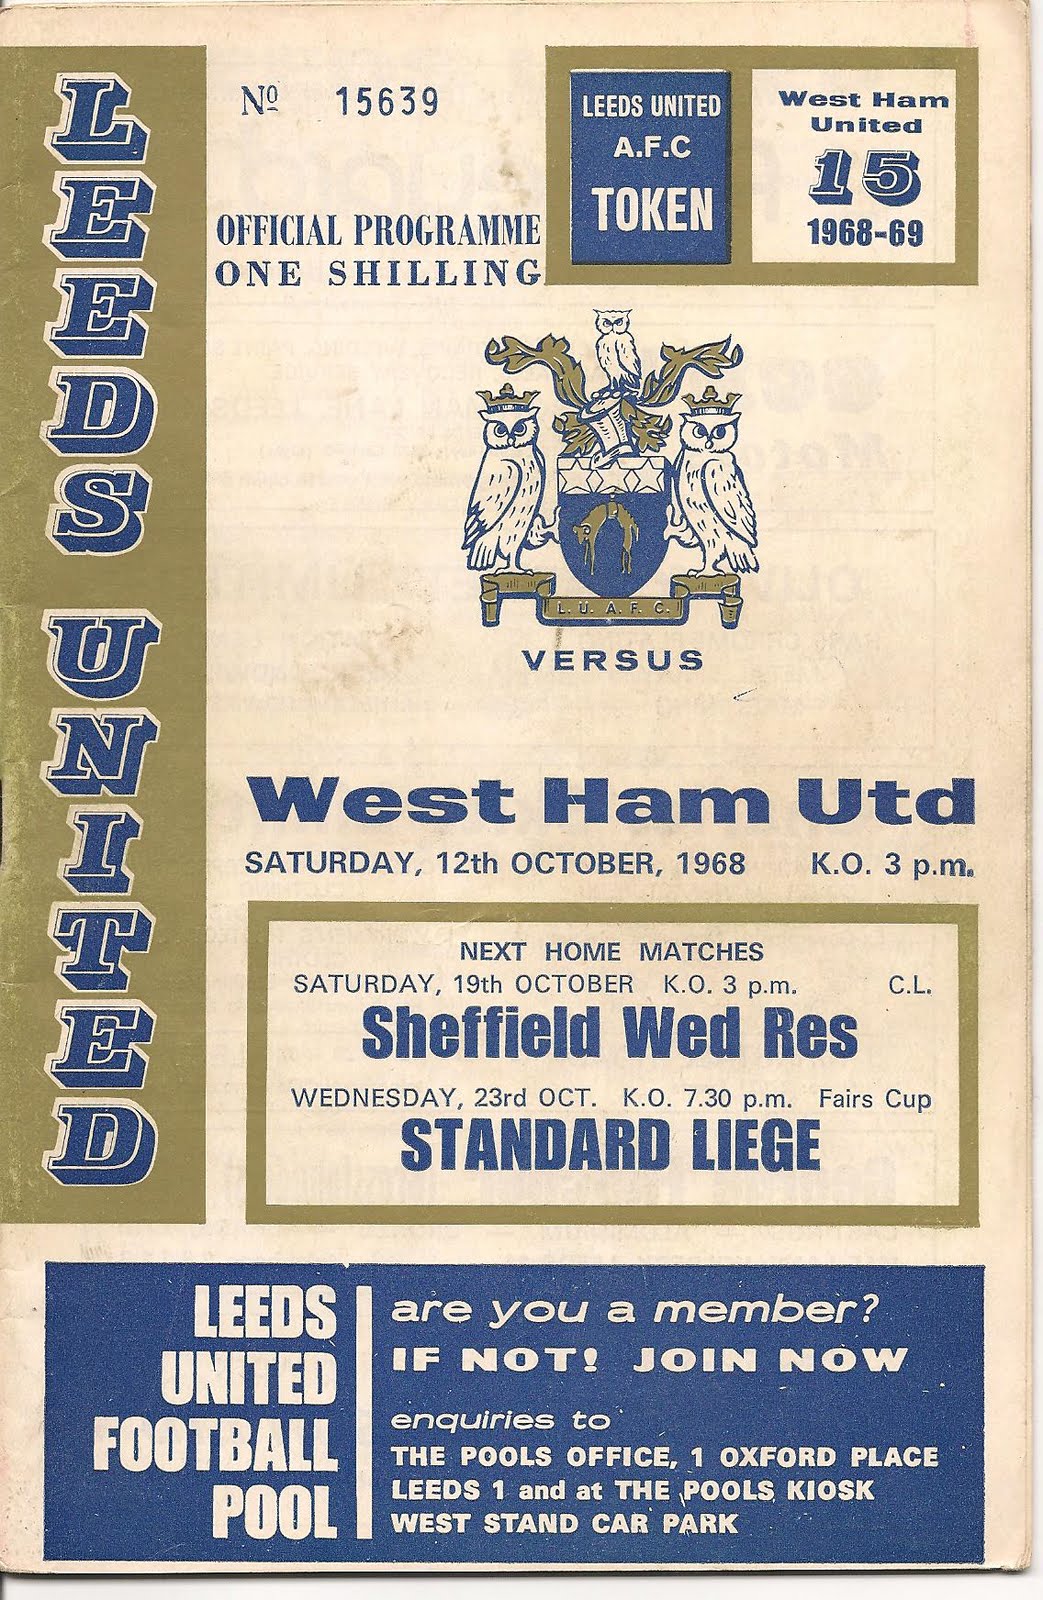 LEEDS UNITED
Nº 15639
OFFICIAL PROGRAMME
ONE SHILLING
LEEDS UNITED
A.F.C
TOKEN
West Ham
United
15
1968-69
L. U. A. F. C.
VERSUS
West Ham Utd
SATURDAY, 12th OCTOBER, 1968 K.O. 3 p.m.
NEXT HOME MATCHES
SATURDAY, 19th OCTOBER K.O. 3 p.m. C.L.
Sheffield Wed Res
WEDNESDAY, 23rd OCT. K.O. 7.30 p.m. Fairs Cup
STANDARD LIEGE
LEEDS
UNITED
FOOTBALL
POOL
are you a member?
IF NOT! JOIN NOW
enquiries to
THE POOLS OFFICE, 1 OXFORD PLACE
LEEDS 1 and at THE POOLS KIOSK
WEST STAND CAR PARK